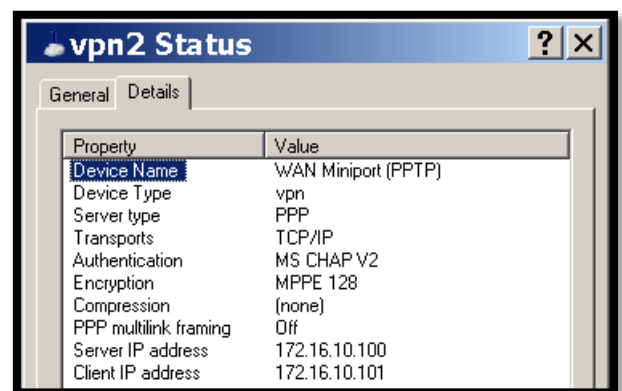 vpn2 Status
General Details
Property Value
Device Name WAN Miniport (PPTP)
Device Type vpn
Server type PPP
Transports TCP/IP
Authentication MS CHAP V2
Encryption MPPE 128
Compression (none)
PPP multilink framing Off
Server IP address 172.16.10.100
Client IP address 172.16.10.101